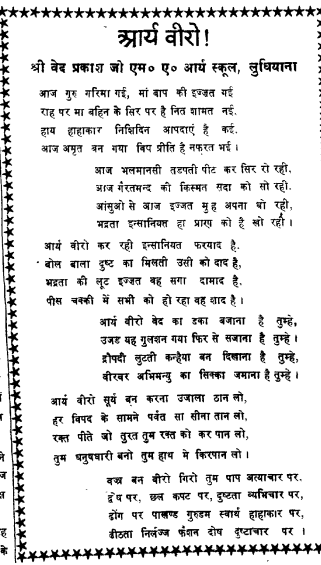 आर्य वीरो!
श्री वेद प्रकाश जी एम० ए० आर्य स्कूल, लुधियाना
आज गुरु गरिमा गई, मां बाप की इज्जत गई
राह पर मा बहिन के सिर पर है नित शामत नई.
हाय हाहाकार निशिदिन आपदाएं है कई.
आज अमृत बन गया विप प्रीति है नफरत भई।
आज भलमानसी तडपती पीट कर सिर रो रही,
आज गैरतमन्द की किस्मत सदा को सो रही.
आंसुओ से आज इज्जत मुह अपना धो रही,
भद्रता इन्सानियत हा प्राण को है खो रही।
आर्य वीरो कर रही इन्सानियत फरयाद है.
बोल बाला दुष्ट का मिलती उसी को दाद है,
भद्रता की लूट इज्जत वह सगा दामाद है.
पीस चक्की में सभी को हो रहा वह शाद है।
आर्य वीरो वेद का डका बजाना है तुम्हे,
उजड यह गुलशन गया फिर से सजाना है तुम्हे।
द्रौपदी लुटती कन्हैया बन दिखाना है तुम्हें,
वीरवर अभिमन्यु का सिक्का जमाना है तुम्हे।
आर्य वीरो सूर्य बन करना उजाला ठान लो,
हर विपद के सामने पर्वत सा सीना तान लो,
रक्त पीते जो तुरत तुम रक्त को कर पान लो,
तुम धनुषधारी बनो तुम हाथ मे किरपान लो।
वज्र बन वीरो गिरो तुम पाप अत्याचार पर.
द्वेष पर, छल कपट पर, दुष्टता व्यभिचार पर,
ढोंग पर पाखण्ड गुरुडम स्वार्थ हाहाकार पर,
ढीठता निर्लज्ज फैशन दोष दुष्टाचार पर।